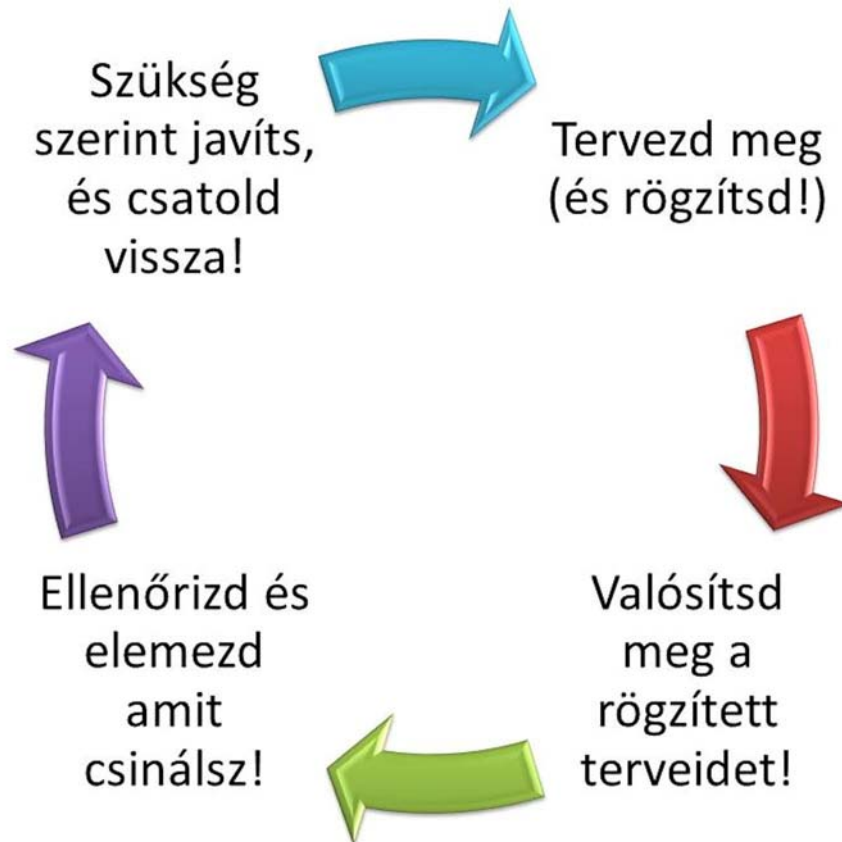 Szükség
szerint javíts,
és csatold
vissza!
Tervezd meg
(és rögzítsd!)
Valósítsd
meg a
rögzített
terveidet!
Ellenőrizd és
elemezd
amit
csinálsz!